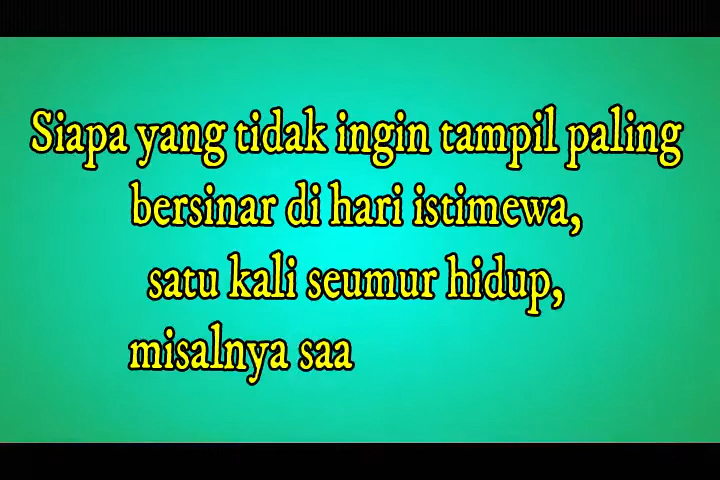 Siapa yang tidak ingin tampil paling
bersinar di hari istimewa,
satu kali seumur hidup,
misalnya saa